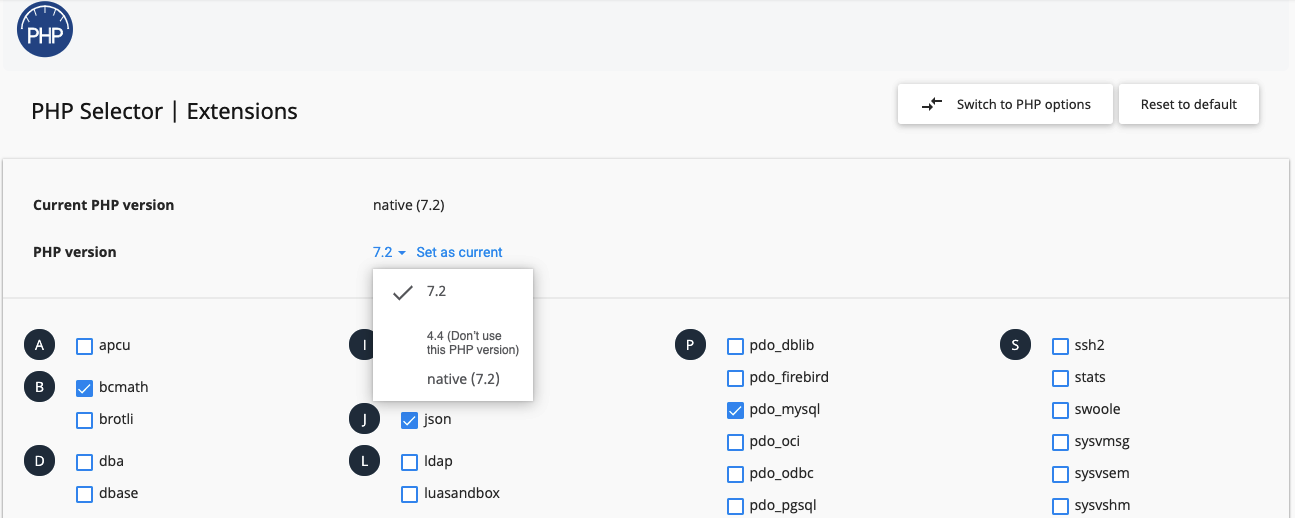 PHP
PHP Selector | Extensions
Switch to PHP options
Reset to default
Current PHP version
native (7.2)
PHP version
7.2
Set as current
7.2
4.4 (Don't use
this PHP version)
native (7.2)
A
apcu
B
bcmath
brotli
D
dba
dbase
I
J
json
L
ldap
luasandbox
P
pdo_dblib
pdo_firebird
pdo_mysql
pdo_oci
pdo_odbc
pdo_pgsql
S
ssh2
stats
swoole
sysvmsg
sysvsem
sysvshm